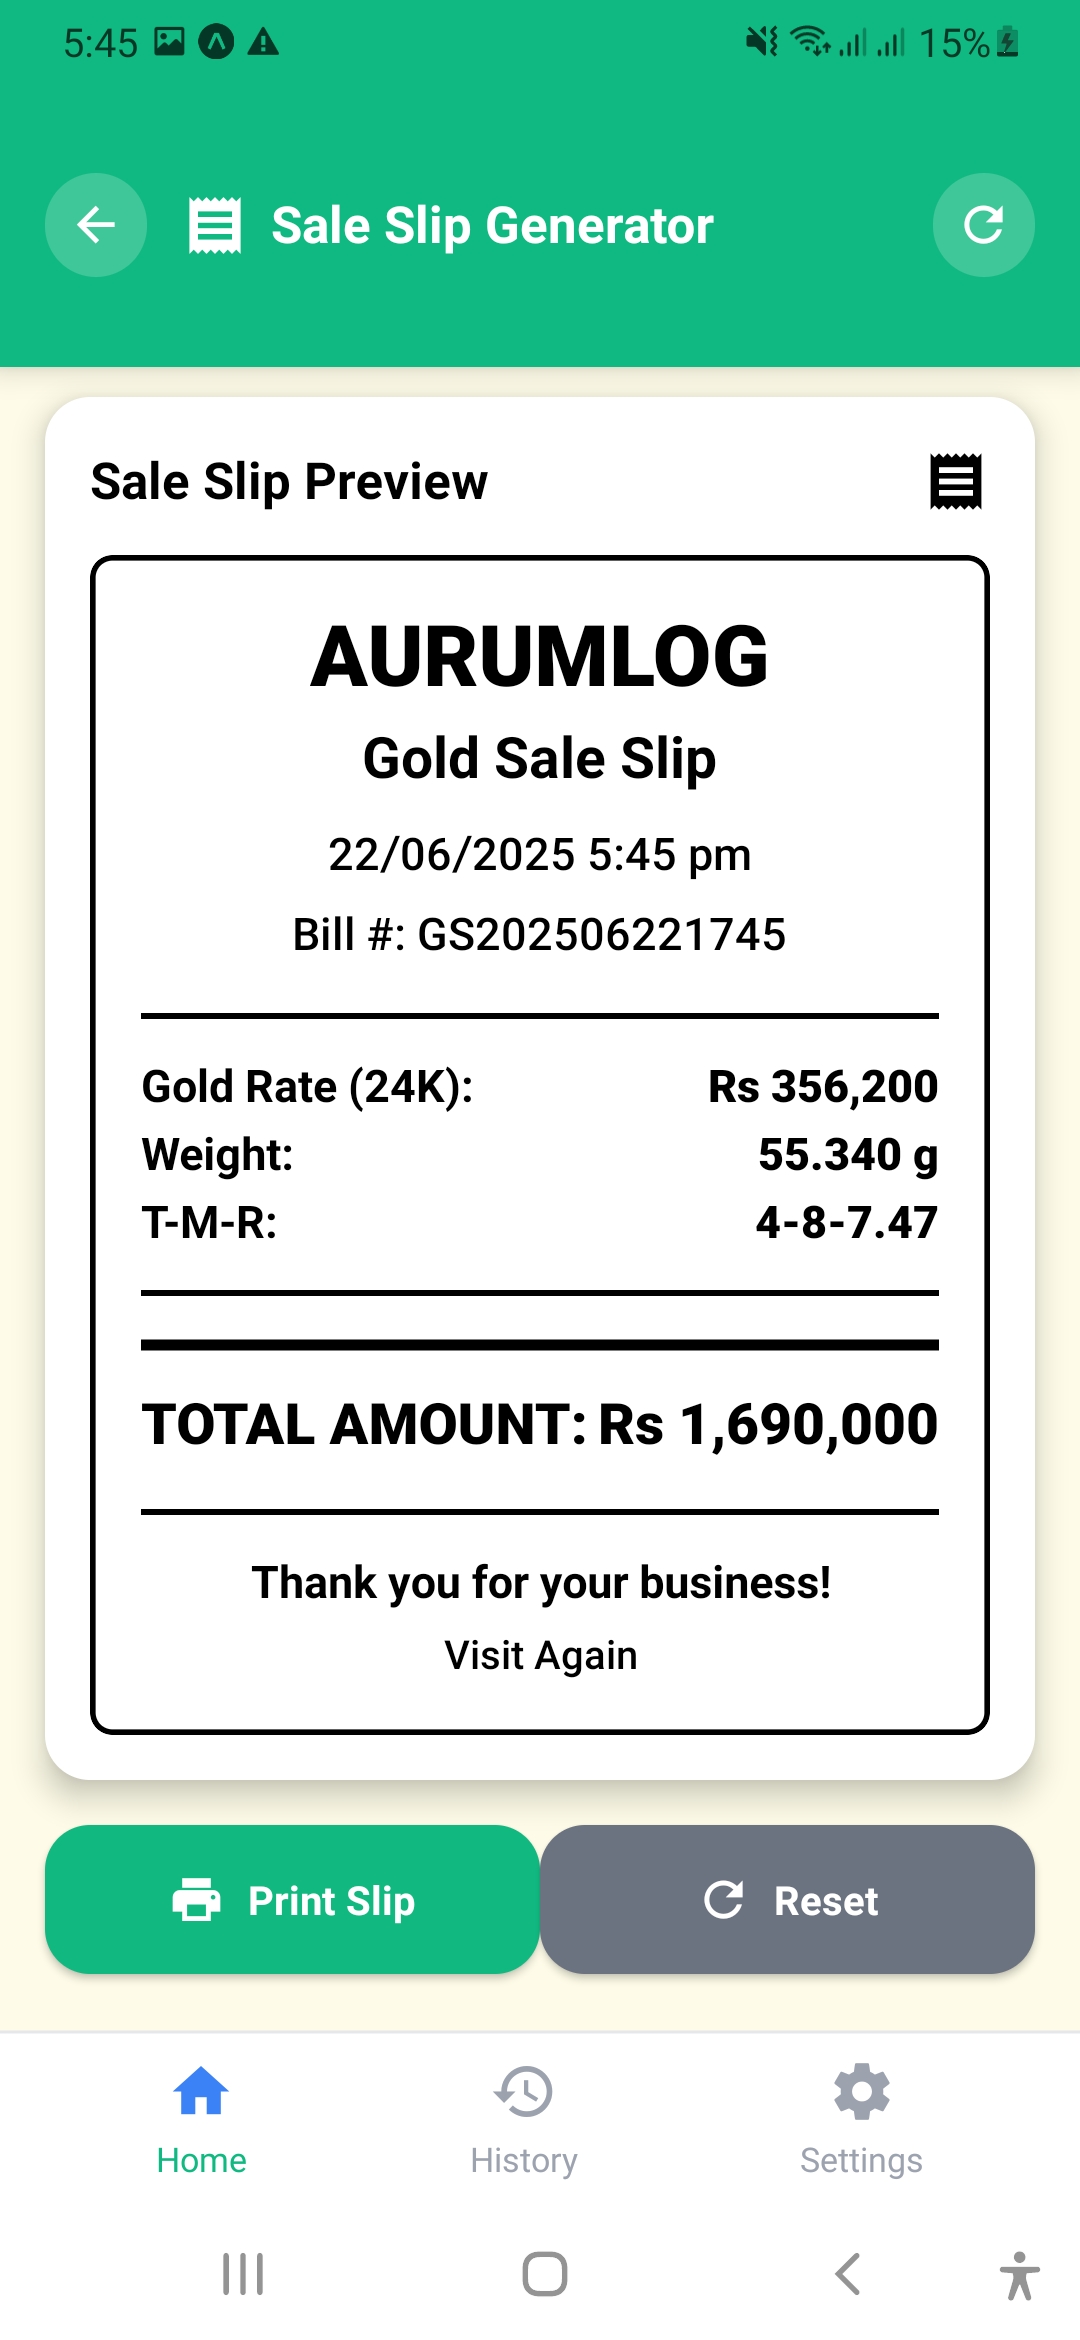 5:45 15%
Sale Slip Generator
Sale Slip Preview
AURUMLOG
Gold Sale Slip
22/06/2025 5:45 pm
Bill #: GS202506221745
Gold Rate (24K): Rs 356,200
Weight: 55.340 g
T-M-R: 4-8-7.47
TOTAL AMOUNT: Rs 1,690,000
Thank you for your business!
Visit Again
Print Slip Reset
Home History Settings